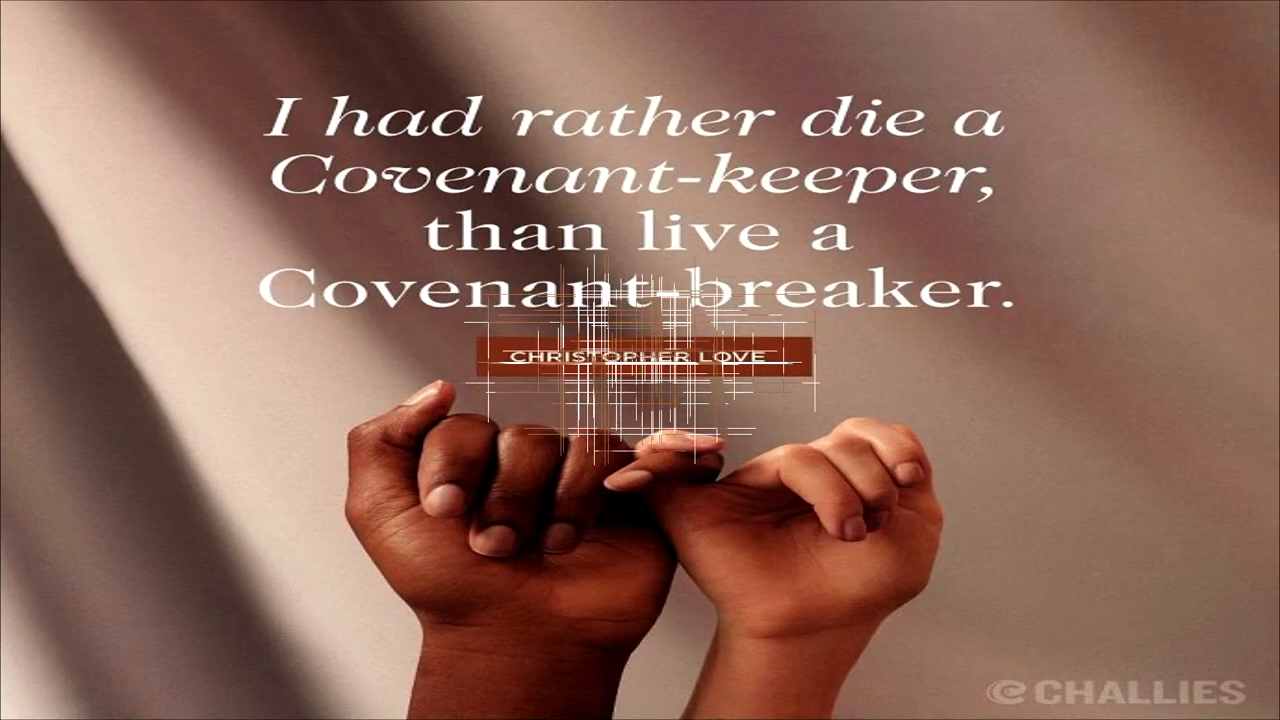 I had rather die a
Covenant-keeper,
than live a
Covenant-breaker.
CHRISTOPHER LOVE
CHALLIES